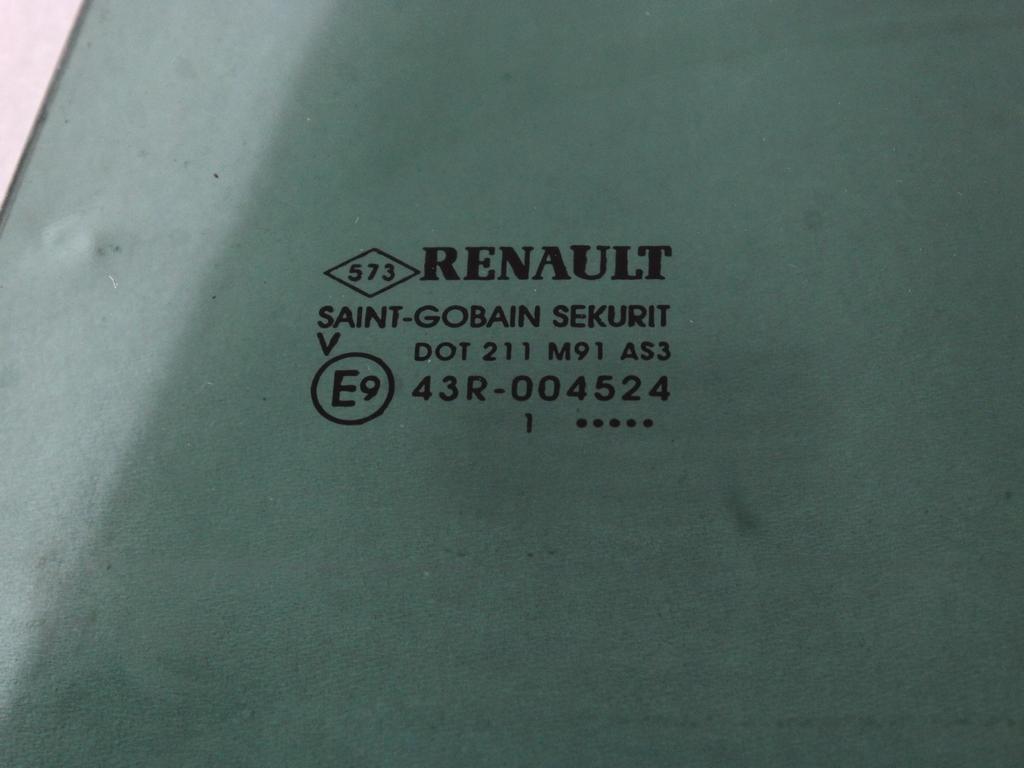 573 RENAULT
SAINT-GOBAIN SEKURIT
V DOT 211 M91 AS3
E9 43R-004524
1 •••••